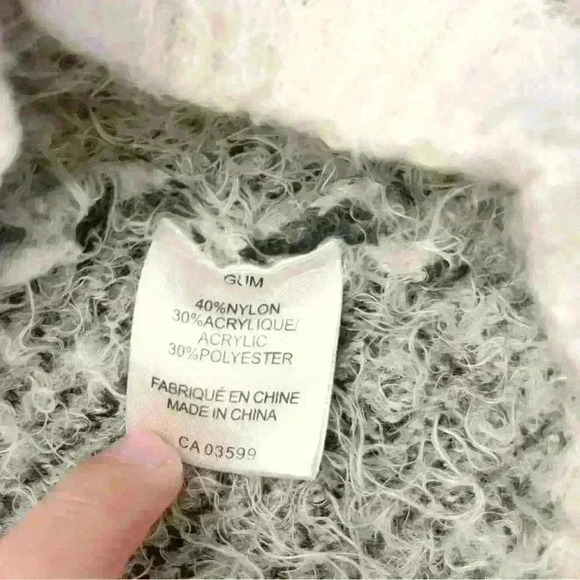 GUM
40%NYLON
30%ACRYLIQUE/
ACRYLIC
30%POLYESTER
FABRIQUÉ EN CHINE
MADE IN CHINA
CA 03599